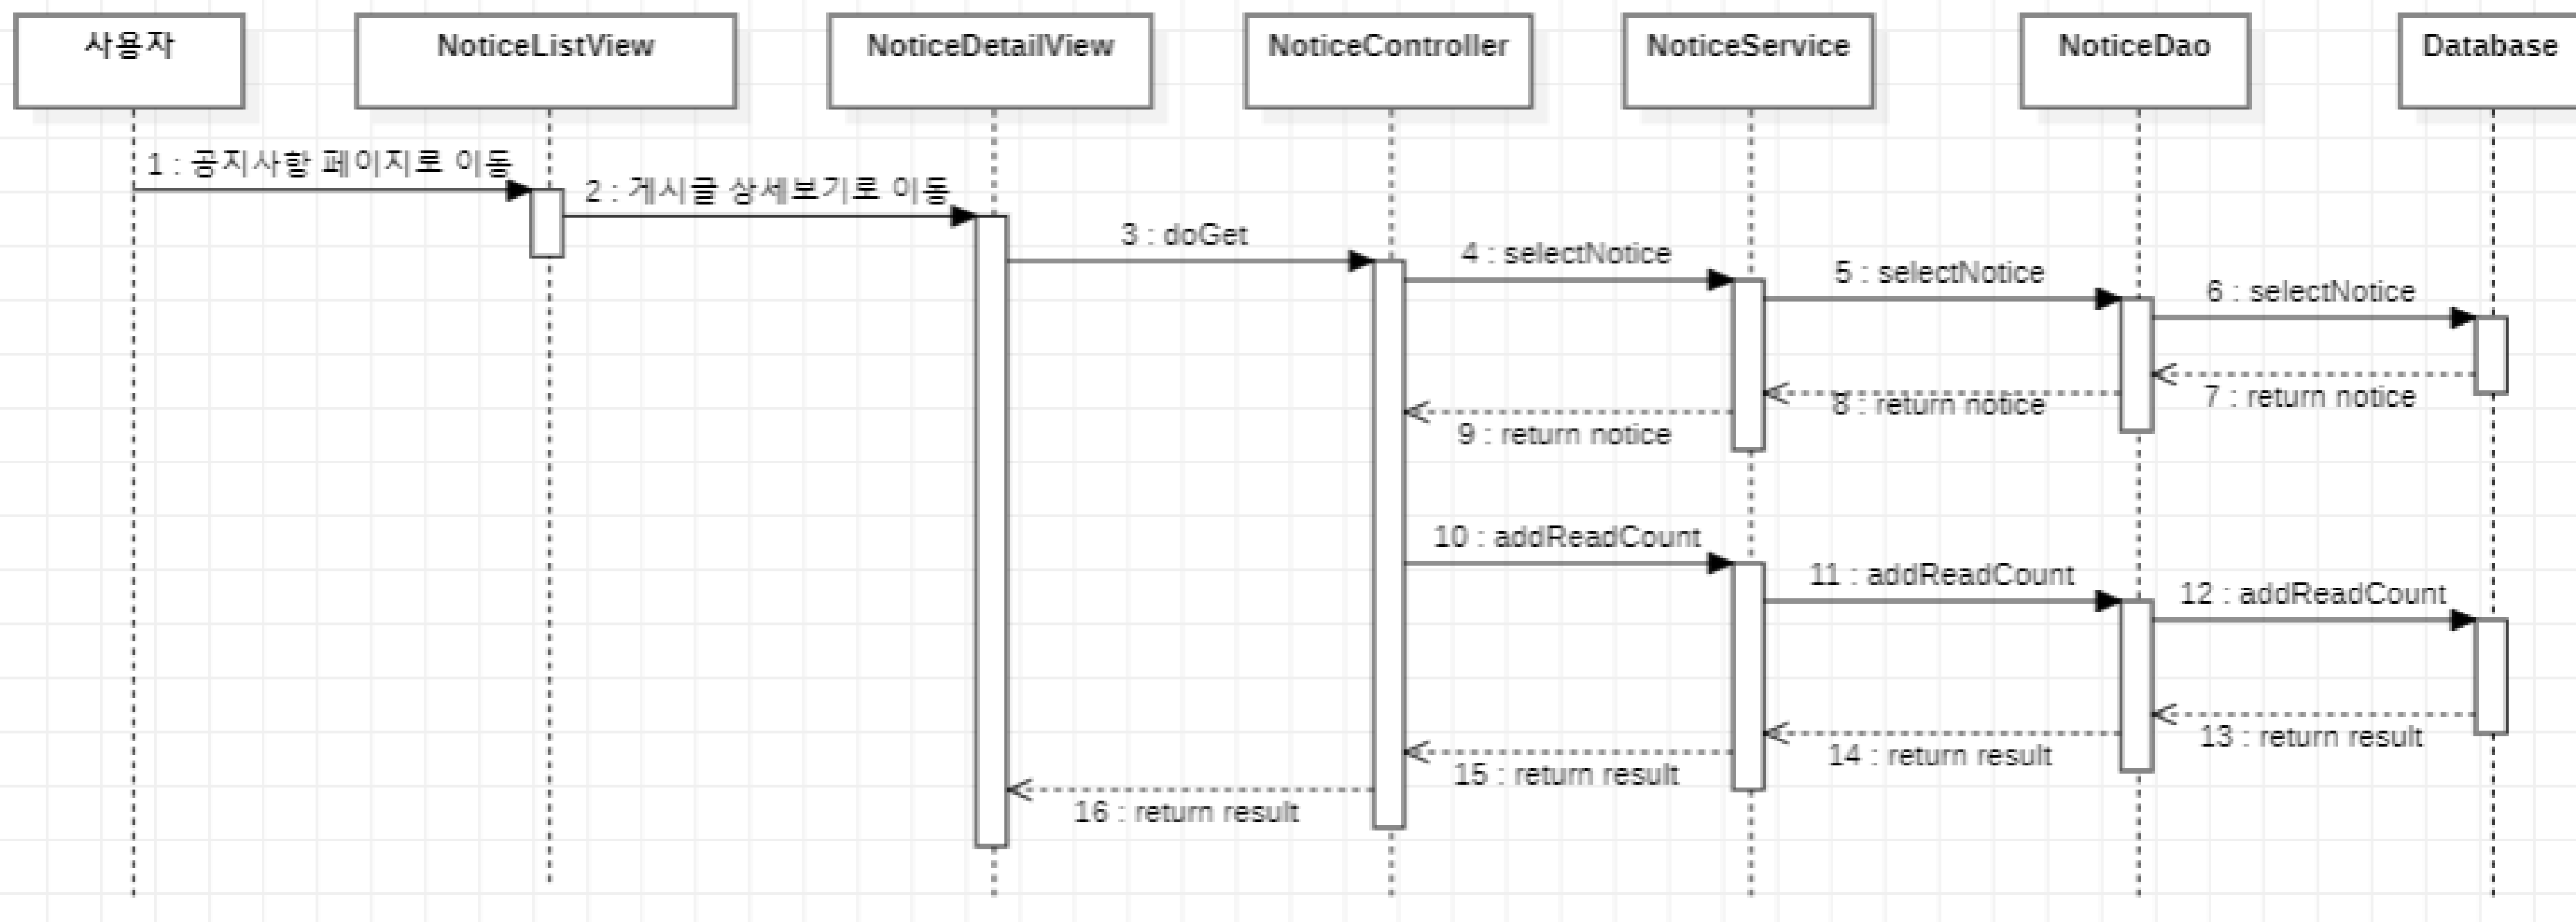 사용자
NoticeListView
NoticeDetailView
NoticeController
NoticeService
NoticeDao
Database
1 : 공지사항 페이지로 이동
2 : 게시글 상세보기로 이동
3 : doGet
4 : selectNotice
5 : selectNotice
6 : selectNotice
7 : return notice
8 : return notice
9 : return notice
10 : addReadCount
11 : addReadCount
12 : addReadCount
13 : return result
14 : return result
15 : return result
16 : return result